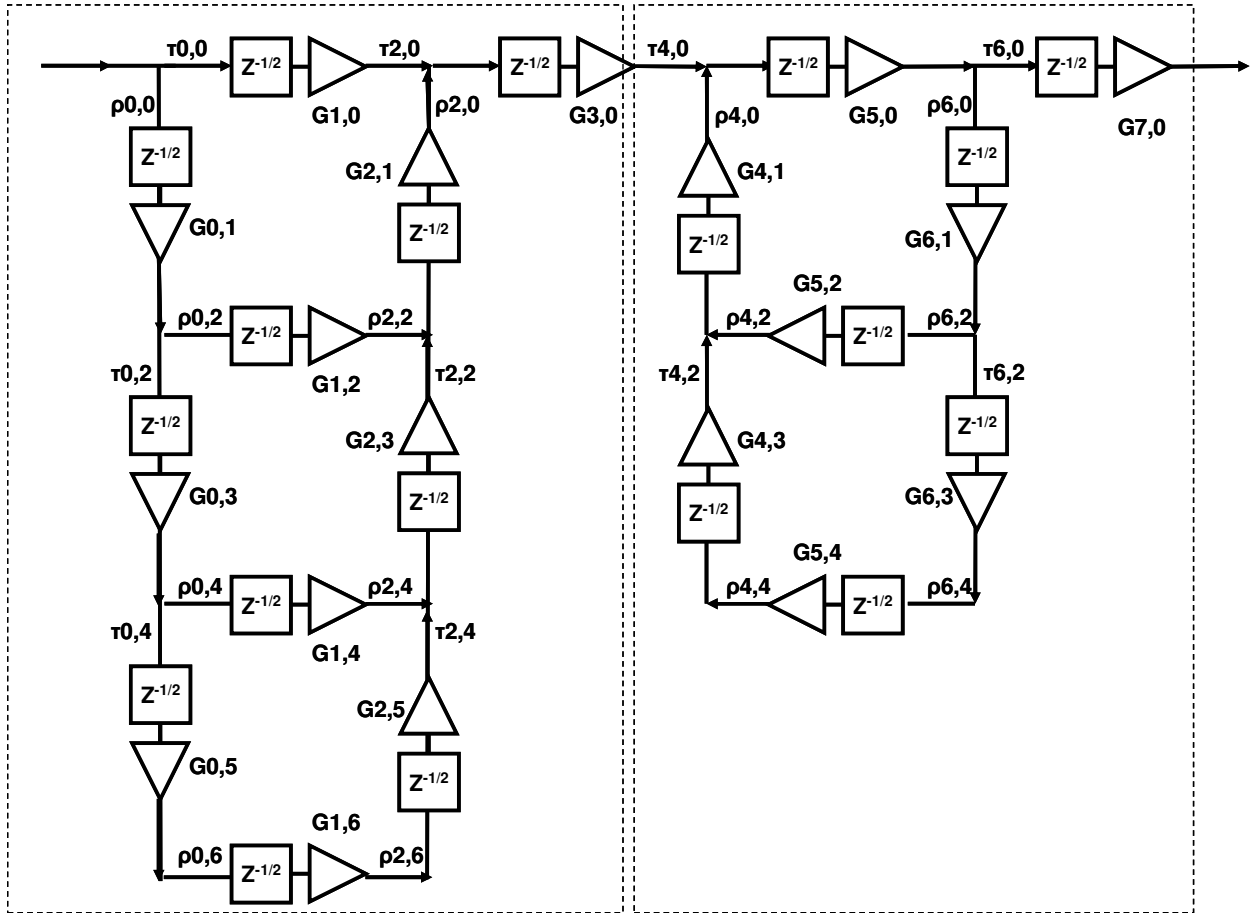 τ0,0 τ2,0 τ4,0 τ6,0
Z-1/2 Z-1/2 Z-1/2 Z-1/2
ρ0,0 G1,0 ρ2,0 G3,0 ρ4,0 G5,0 ρ6,0 G7,0
Z-1/2 G2,1 G4,1 Z-1/2
G0,1 Z-1/2 Z-1/2 G6,1
G5,2
ρ0,2 Z-1/2 ρ2,2 ρ4,2 Z-1/2 ρ6,2
τ0,2 G1,2 τ2,2 τ4,2 τ6,2
Z-1/2 G2,3 G4,3 Z-1/2
G0,3 Z-1/2 Z-1/2 G6,3
G5,4
ρ0,4 Z-1/2 ρ2,4 ρ4,4 Z-1/2 ρ6,4
τ0,4 G1,4 τ2,4
Z-1/2 G2,5
G0,5 Z-1/2
G1,6
ρ0,6 Z-1/2 ρ2,6